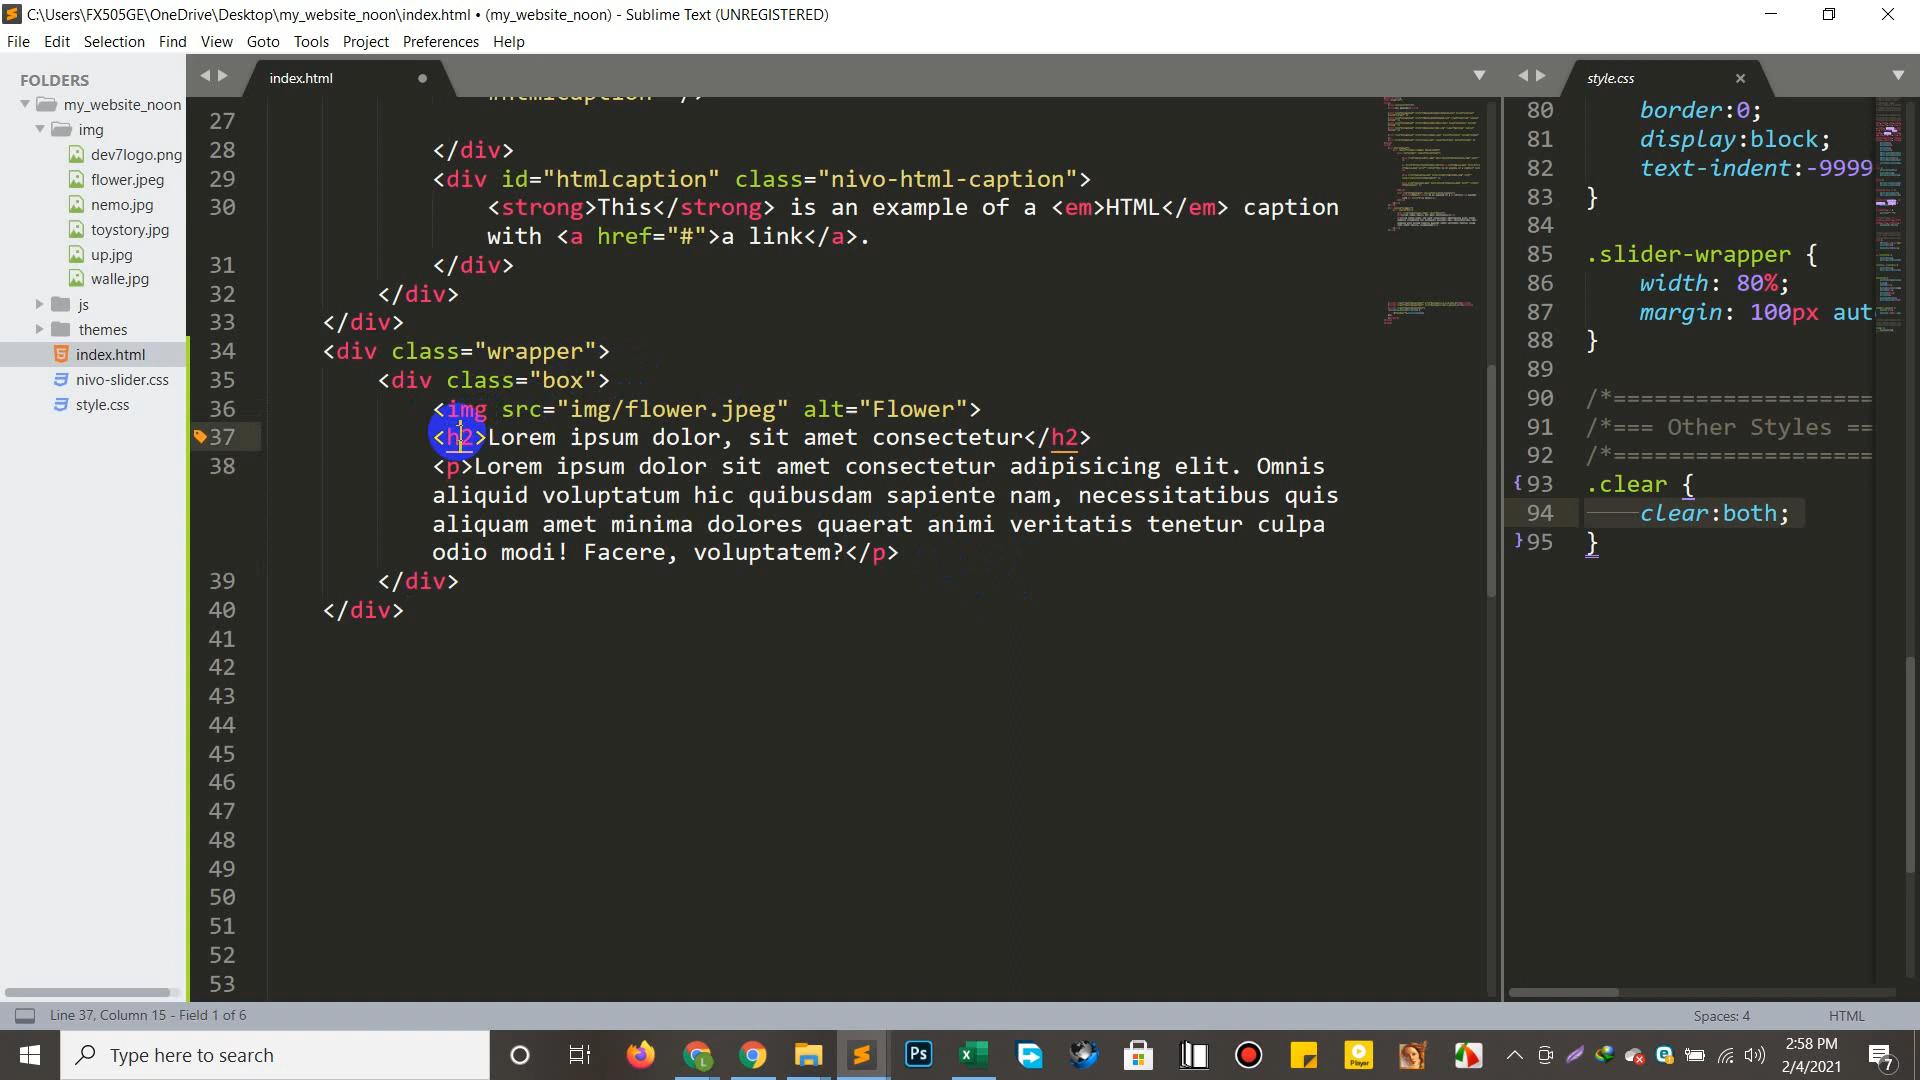 C:\Users\FX505GE\OneDrive\Desktop\my_website_noon\index.html • (my_website_noon) - Sublime Text (UNREGISTERED)
File Edit Selection Find View Goto Tools Project Preferences Help
FOLDERS
my_website_noon
img
dev7logo.png
flower.jpeg
nemo.jpg
toystory.jpg
up.jpg
walle.jpg
js
themes
index.html
nivo-slider.css
style.css
index.html
#htmlcaption" />
27
28 </div>
29 <div id="htmlcaption" class="nivo-html-caption">
30 <strong>This</strong> is an example of a <em>HTML</em> caption
with <a href="#">a link</a>.
31 </div>
32 </div>
33 </div>
34 <div class="wrapper">
35 <div class="box">
36 <img src="img/flower.jpeg" alt="Flower">
37 <h2>Lorem ipsum dolor, sit amet consectetur</h2>
38 <p>Lorem ipsum dolor sit amet consectetur adipisicing elit. Omnis
aliquid voluptatum hic quibusdam sapiente nam, necessitatibus quis
aliquam amet minima dolores quaerat animi veritatis tenetur culpa
odio modi! Facere, voluptatem?</p>
39 </div>
40 </div>
41
42
43
44
45
46
47
48
49
50
51
52
53
style.css
80 border:0;
81 display:block;
82 text-indent:-9999
83 }
84
85 .slider-wrapper {
86 width: 80%;
87 margin: 100px aut
88 }
89
90 /*=====================
91 /*=== Other Styles ==
92 /*=====================
93 .clear {
94 clear:both;
95 }
Line 37, Column 15 - Field 1 of 6
Spaces: 4
HTML
Type here to search
2:58 PM
2/4/2021
7